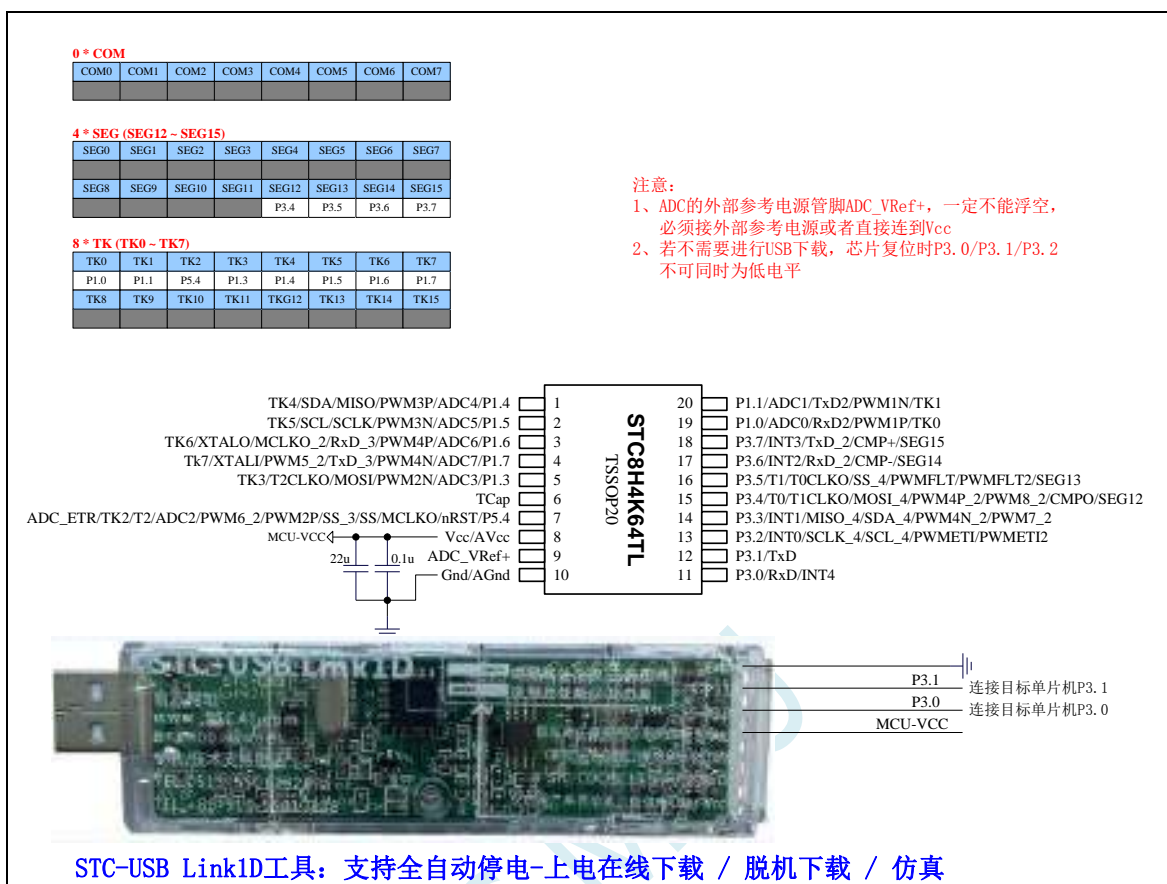 0 * COM
COM0 COM1 COM2 COM3 COM4 COM5 COM6 COM7
4 * SEG (SEG12 ~ SEG15)
SEG0 SEG1 SEG2 SEG3 SEG4 SEG5 SEG6 SEG7
SEG8 SEG9 SEG10 SEG11 SEG12 SEG13 SEG14 SEG15
P3.4 P3.5 P3.6 P3.7
8 * TK (TK0 ~ TK7)
TK0 TK1 TK2 TK3 TK4 TK5 TK6 TK7
P1.0 P1.1 P5.4 P1.3 P1.4 P1.5 P1.6 P1.7
TK8 TK9 TK10 TK11 TKG12 TK13 TK14 TK15
注意：
1、ADC的外部参考电源管脚ADC_VRef+，一定不能浮空，
必须接外部参考电源或者直接连到Vcc
2、若不需要进行USB下载，芯片复位时P3.0/P3.1/P3.2
不可同时为低电平
TK4/SDA/MISO/PWM3P/ADC4/P1.4 1
TK5/SCL/SCLK/PWM3N/ADC5/P1.5 2
TK6/XTALO/MCLKO_2/RxD_3/PWM4P/ADC6/P1.6 3
Tk7/XTALI/PWM5_2/TxD_3/PWM4N/ADC7/P1.7 4
TK3/T2CLKO/MOSI/PWM2N/ADC3/P1.3 5
TCap 6
ADC_ETR/TK2/T2/ADC2/PWM6_2/PWM2P/SS_3/SS/MCLKO/nRST/P5.4 7
MCU-VCC Vcc/AVcc 8
22u 0.1u ADC_VRef+ 9
Gnd/AGnd 10
STC8H4K64TL
TSSOP20
20 P1.1/ADC1/TxD2/PWM1N/TK1
19 P1.0/ADC0/RxD2/PWM1P/TK0
18 P3.7/INT3/TxD_2/CMP+/SEG15
17 P3.6/INT2/RxD_2/CMP-/SEG14
16 P3.5/T1/T0CLKO/SS_4/PWMFLT/PWMFLT2/SEG13
15 P3.4/T0/T1CLKO/MOSI_4/PWM4P_2/PWM8_2/CMPO/SEG12
14 P3.3/INT1/MISO_4/SDA_4/PWM4N_2/PWM7_2
13 P3.2/INT0/SCLK_4/SCL_4/PWMETI/PWMETI2
12 P3.1/TxD
11 P3.0/RxD/INT4
STC-USB Link1D
P3.1 连接目标单片机P3.1
P3.0 连接目标单片机P3.0
MCU-VCC
STC-USB Link1D工具：支持全自动停电-上电在线下载 / 脱机下载 / 仿真